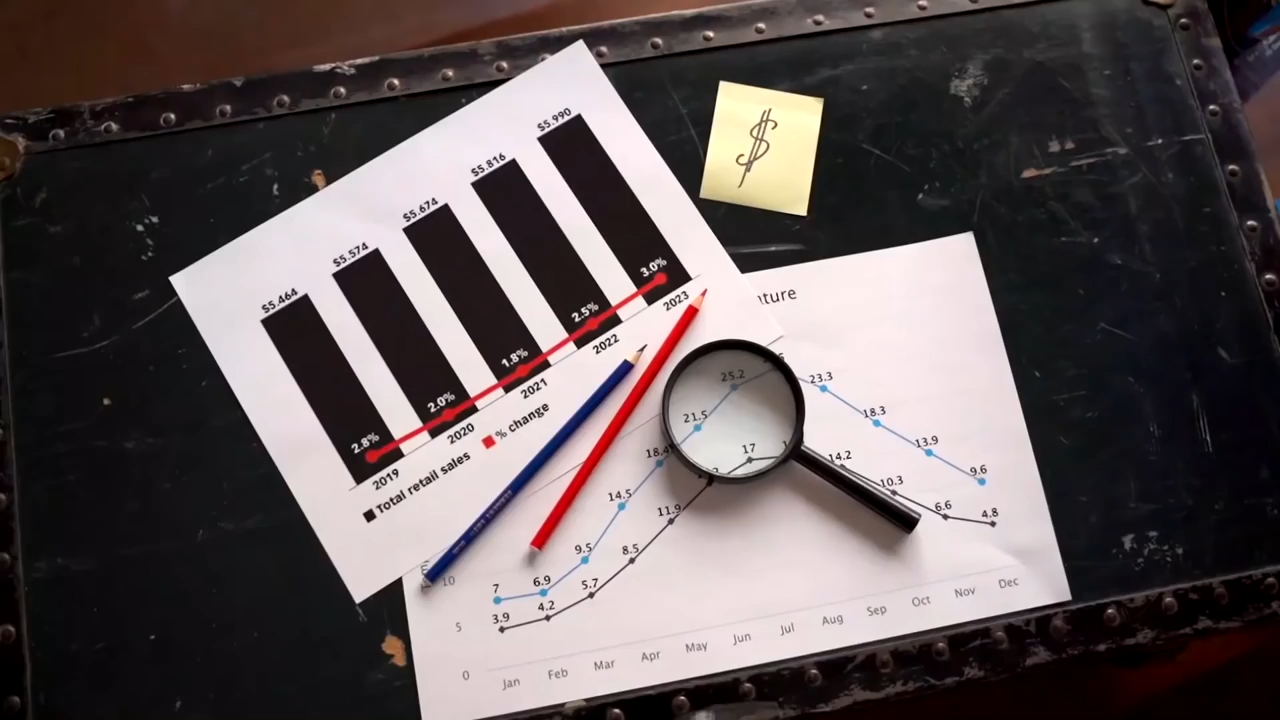 $5.464
$5.574
$5.674
$5.816
$5.990
2.8%
2.0%
1.8%
2.5%
3.0%
2019
2020
2021
2022
2023
Total retail sales
% change
$
10
5
0
7
6.9
9.5
14.5
18.4
21.5
25.2
23.3
18.3
13.9
9.6
3.9
4.2
5.7
8.5
11.9
17
14.2
10.3
6.6
4.8
Jan
Feb
Mar
Apr
May
Jun
Jul
Aug
Sep
Oct
Nov
Dec